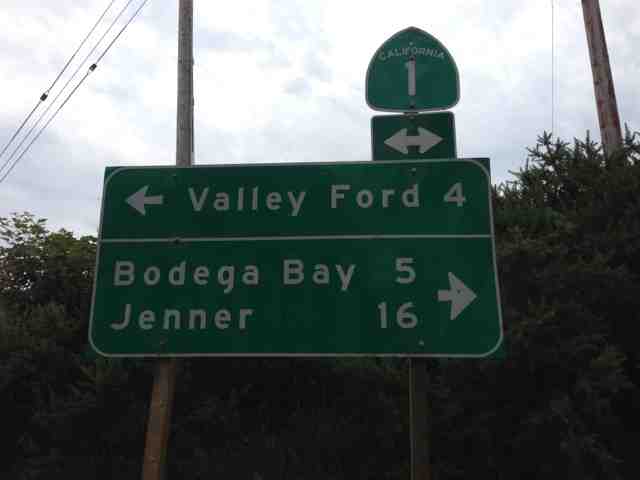 CALIFORNIA
1
Valley Ford 4
Bodega Bay 5
Jenner 16